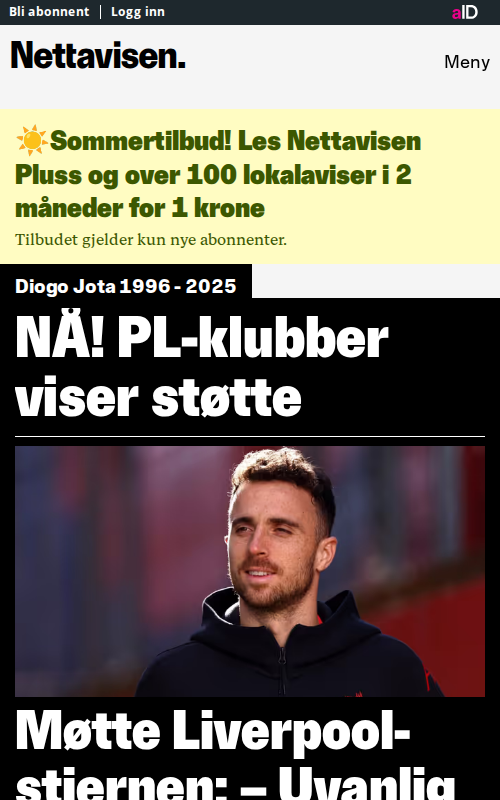 Bli abonnent
Logg inn
aID
Nettavisen.
Meny
☀️Sommertilbud! Les Nettavisen
Pluss og over 100 lokalaviser i 2
måneder for 1 krone
Tilbudet gjelder kun nye abonnenter.
Diogo Jota 1996 - 2025
NÅ! PL-klubber
viser støtte
Møtte Liverpool-
stjernen: – Uvanlig